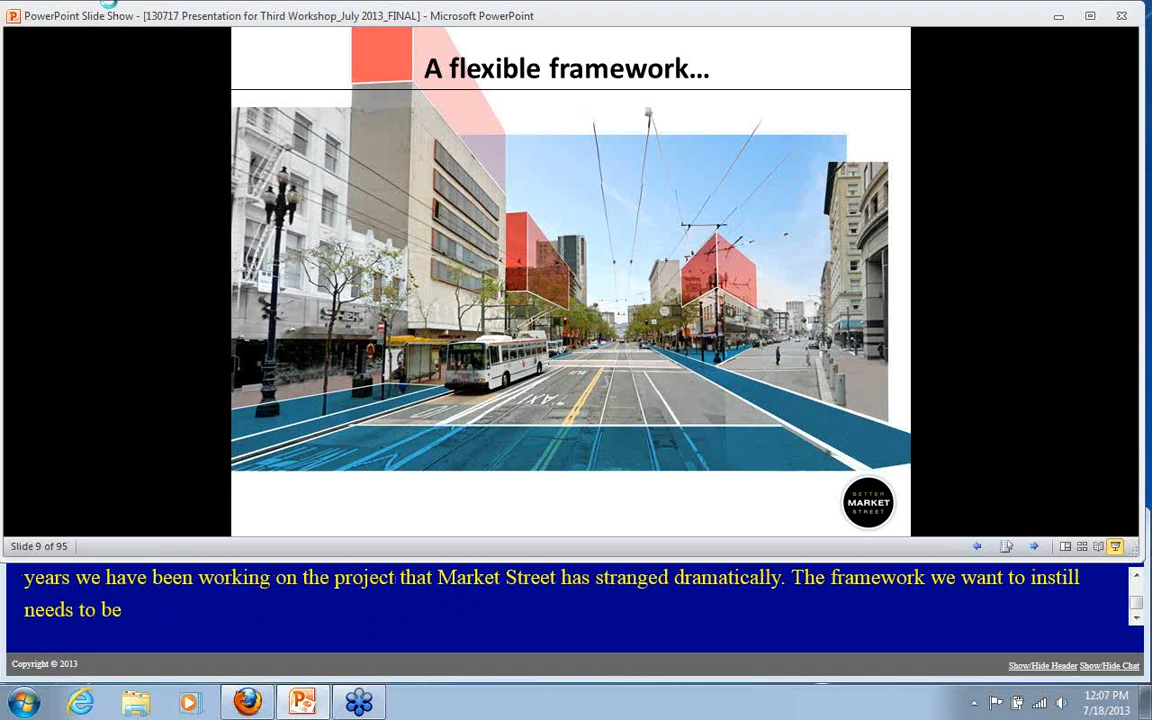 PowerPoint Slide Show - [130717 Presentation for Third Workshop_July 2013_FINAL] - Microsoft PowerPoint
A flexible framework...
TAXI
BETTER
MARKET
STREET
Slide 9 of 95
years we have been working on the project that Market Street has stranged dramatically. The framework we want to instill
needs to be
Copyright © 2013
Show/Hide Header Show/Hide Chat
12:07 PM
7/18/2013